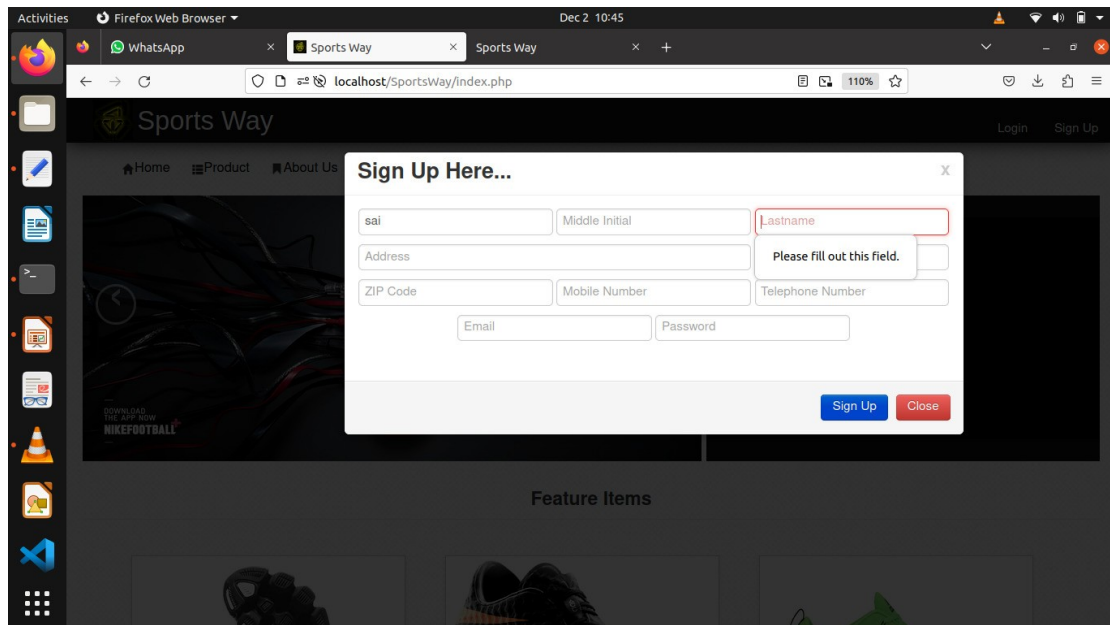 Activities Firefox Web Browser Dec 2 10:45
WhatsApp × Sports Way × Sports Way × +
localhost/SportsWay/index.php 110%
Sports Way Login Sign Up
Home Product About Us
Sign Up Here... x
sai Middle Initial Lastname
Address Please fill out this field.
ZIP Code Mobile Number Telephone Number
Email Password
Sign Up Close
DOWNLOAD
THE APP NOW
NIKEFOOTBALL
Feature Items